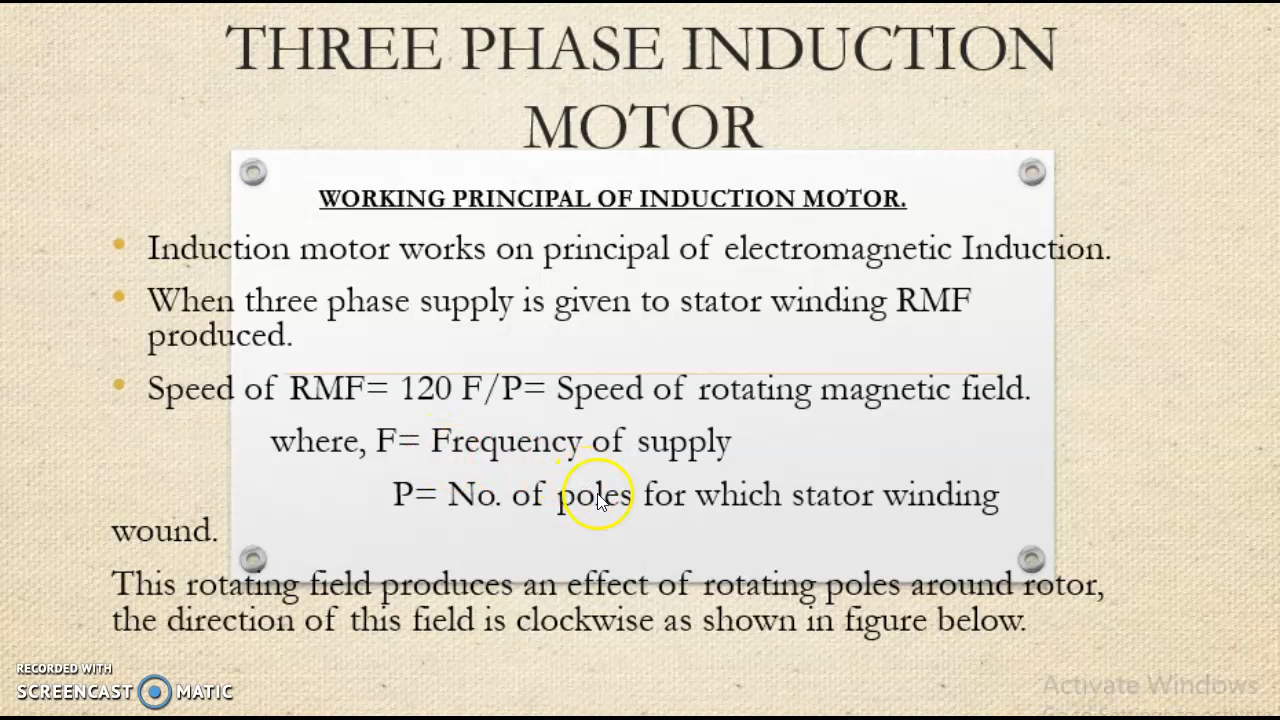 THREE PHASE INDUCTION
MOTOR
WORKING PRINCIPAL OF INDUCTION MOTOR.
• Induction motor works on principal of electromagnetic Induction.
• When three phase supply is given to stator winding RMF
produced.
• Speed of RMF= 120 F/P= Speed of rotating magnetic field.
where, F= Frequency of supply
P= No. of poles for which stator winding
wound.
This rotating field produces an effect of rotating poles around rotor,
the direction of this field is clockwise as shown in figure below.
RECORDED WITH
SCREENCAST MATIC
Activate Windows